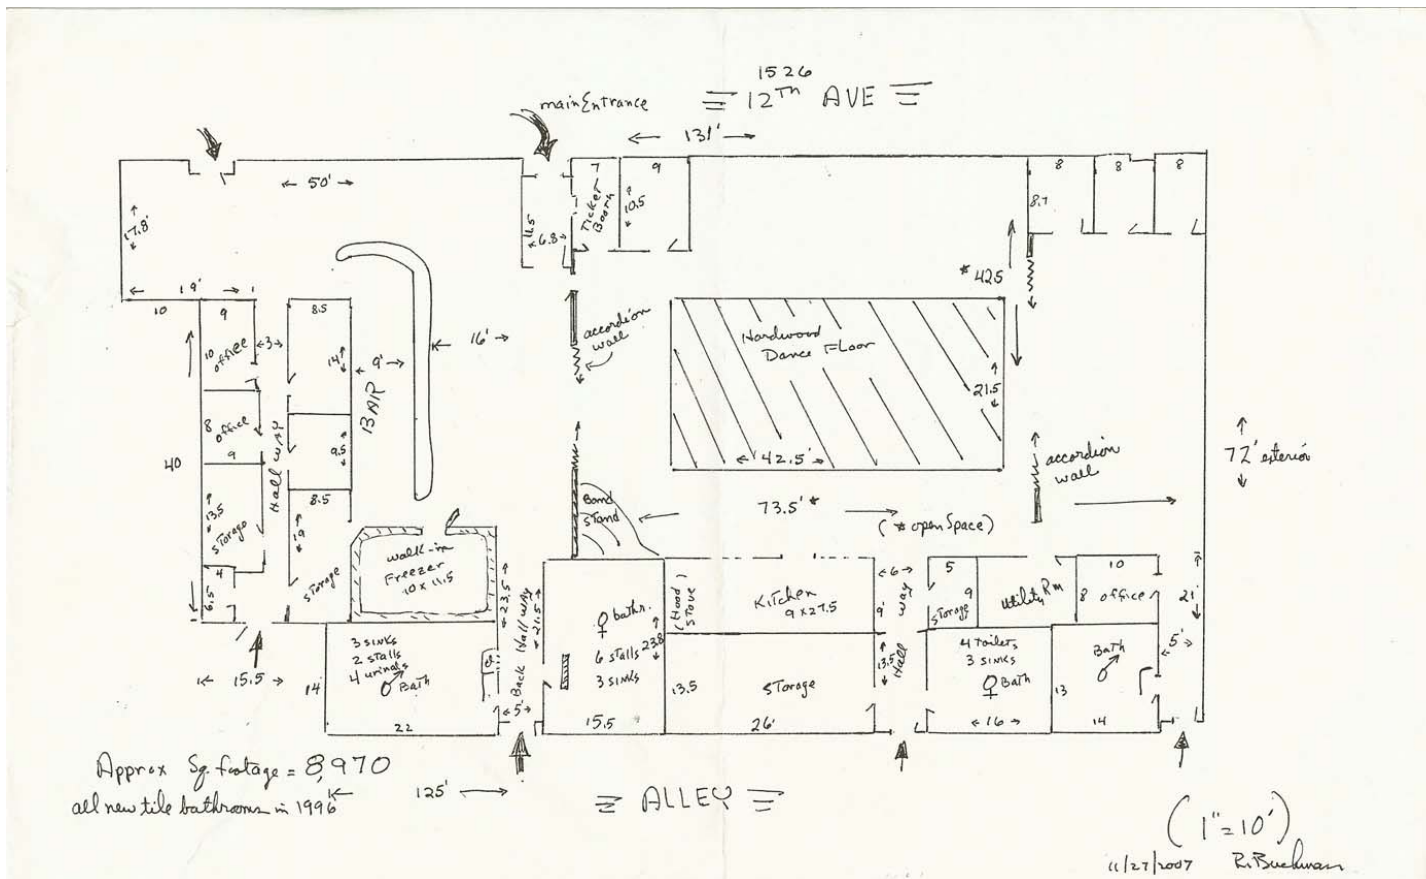 1526
12TH AVE
main Entrance
131'
50'
17.8'
19'
10
11.5
6.8
7
Ticket Booth
9
10.5
8
8
8
8.7
* 42.5
16'
accordion
wall
Hardwood
Dance Floor
21.5
42.5'
9
10
office
3
8.5
14'
9'
BAR
8
office
9
Hall WAY
9.5
40
13.5
storage
8.5
19
storage
4
6.5
walk-in
Freezer
10 x 11.5
Band
stand
73.5' *
(* open Space)
accordion
wall
72' exterior
23.5'
21.5'
Back Hall way
5
♀ bathr.
6 stalls
3 sinks
23.8
15.5
(Hood)
Stove
Kitchen
9 x 27.5
6
9'
Hall way
13.5
5
9
storage
utility Rm
10
8 office
21'
5'
3 sinks
2 stalls
4 urinals
♂ Bath
14
22
15.5
13.5
storage
26'
4 toilets
3 sinks
♀ Bath
16
Bath
♂
13
14
Approx Sq. footage = 8,970
all new tile bathrooms in 1996
125'
ALLEY
(1"=10')
11/27/2007 R. Buchman